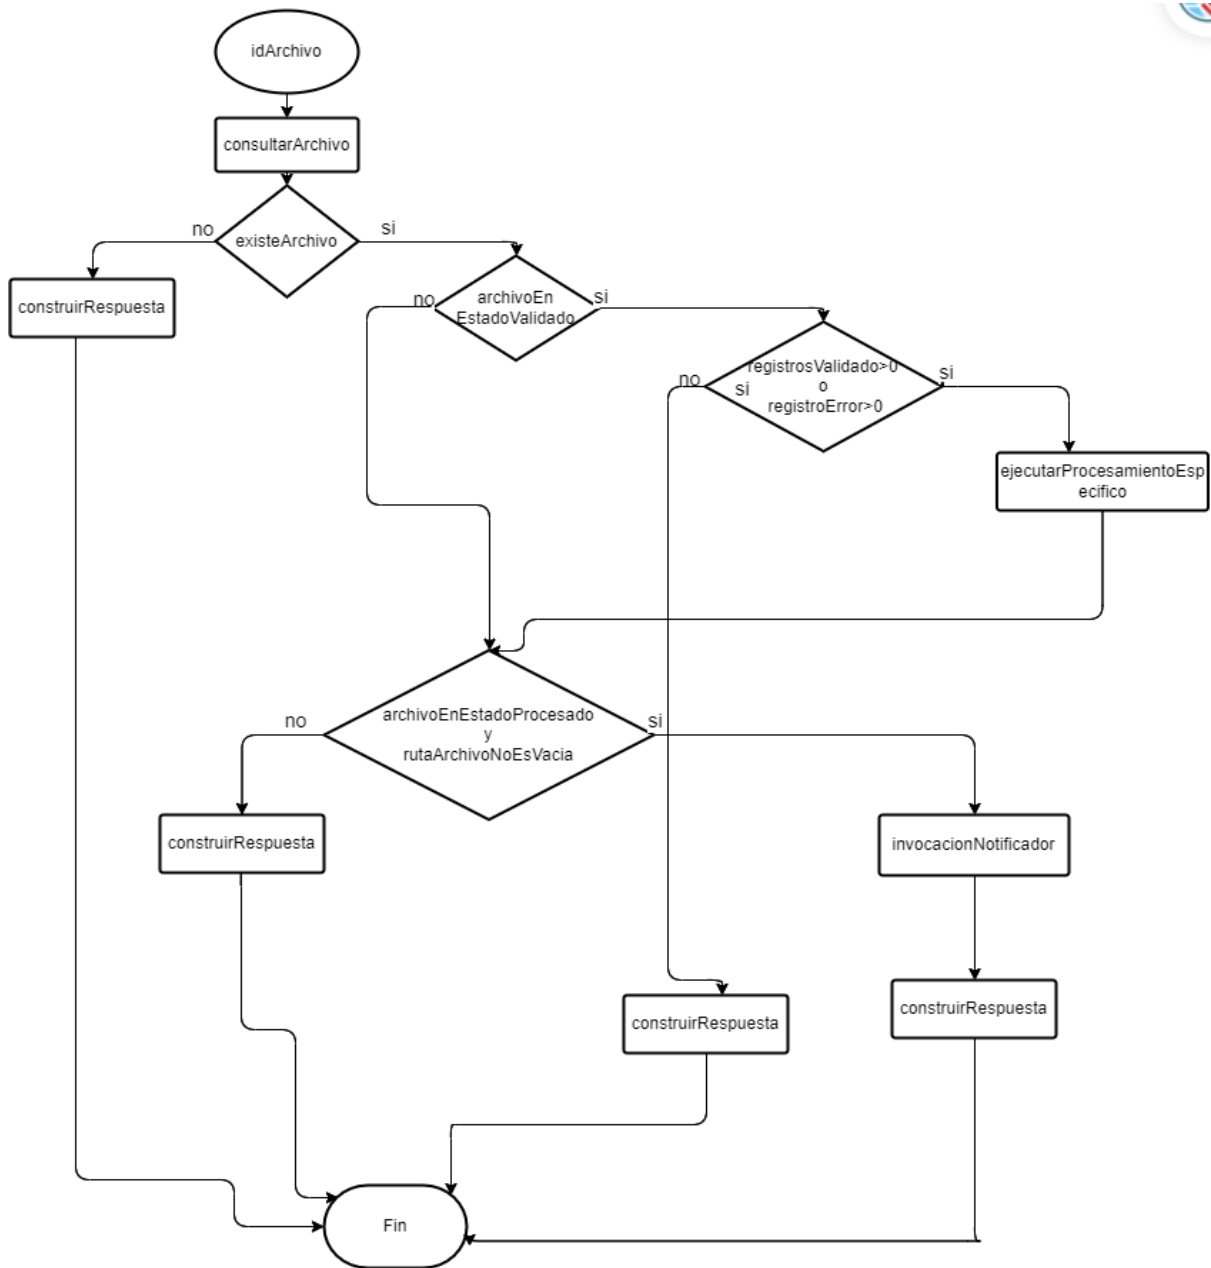 idArchivo
consultarArchivo
no
existeArchivo
si
construirRespuesta
no
archivoEn
EstadoValidado
si
no
si
registrosValidado>0
o
registroError>0
si
ejecutarProcesamientoEsp
ecifico
no
archivoEnEstadoProcesado
y
rutaArchivoNoEsVacia
si
construirRespuesta
invocacionNotificador
construirRespuesta
construirRespuesta
Fin